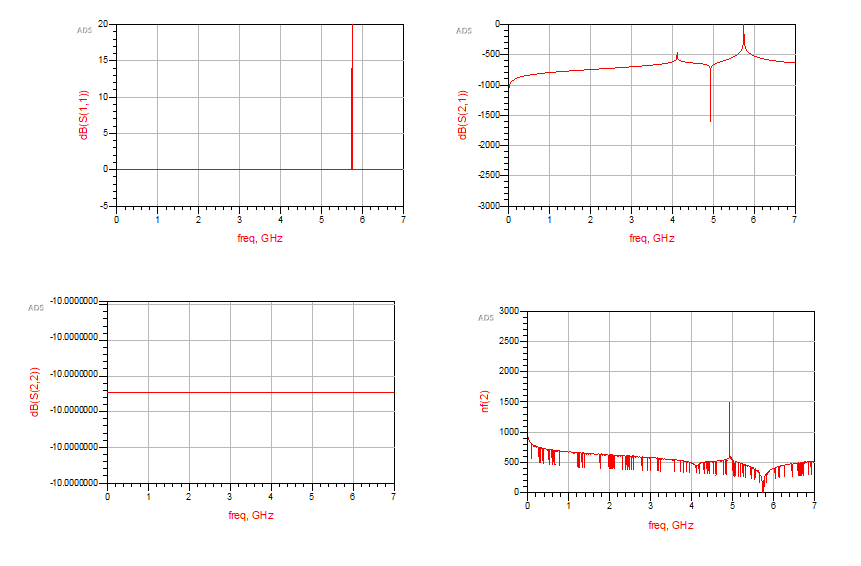 ADS
20
15
10
5
0
-5
dB(S(1,1))
0 1 2 3 4 5 6 7
freq, GHz
ADS
0
-500
-1000
-1500
-2000
-2500
-3000
dB(S(2,1))
0 1 2 3 4 5 6 7
freq, GHz
ADS
-10.0000000
-10.0000000
-10.0000000
-10.0000000
-10.0000000
-10.0000000
dB(S(2,2))
0 1 2 3 4 5 6 7
freq, GHz
ADS
3000
2500
2000
1500
1000
500
0
nf(2)
0 1 2 3 4 5 6 7
freq, GHz